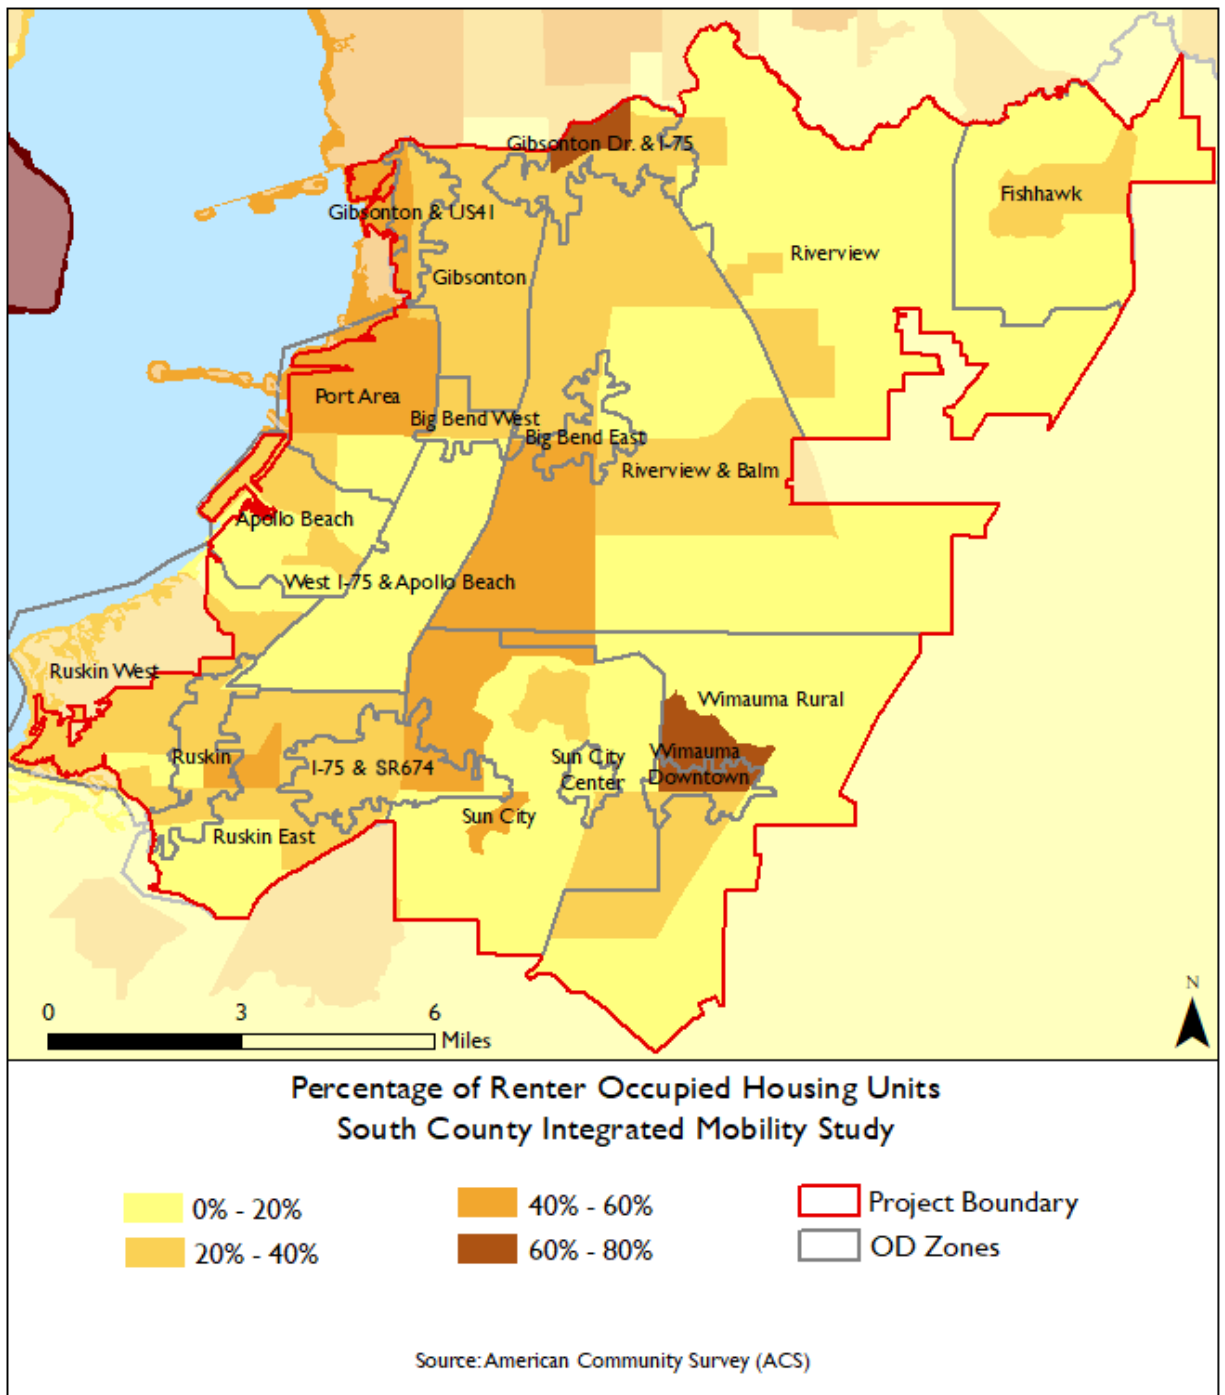 Gibsonton Dr. & I-75
Fishhawk
Gibsonton & US41
Riverview
Gibsonton
Port Area
Big Bend West
Big Bend East
Riverview & Balm
Apollo Beach
West I-75 & Apollo Beach
Ruskin West
Wimauma Rural
Ruskin
I-75 & SR674
Sun City
Center
Wimauma
Downtown
Sun City
Ruskin East
N
0 3 6
Miles
Percentage of Renter Occupied Housing Units
South County Integrated Mobility Study
0% - 20%
40% - 60%
Project Boundary
20% - 40%
60% - 80%
OD Zones
Source: American Community Survey (ACS)